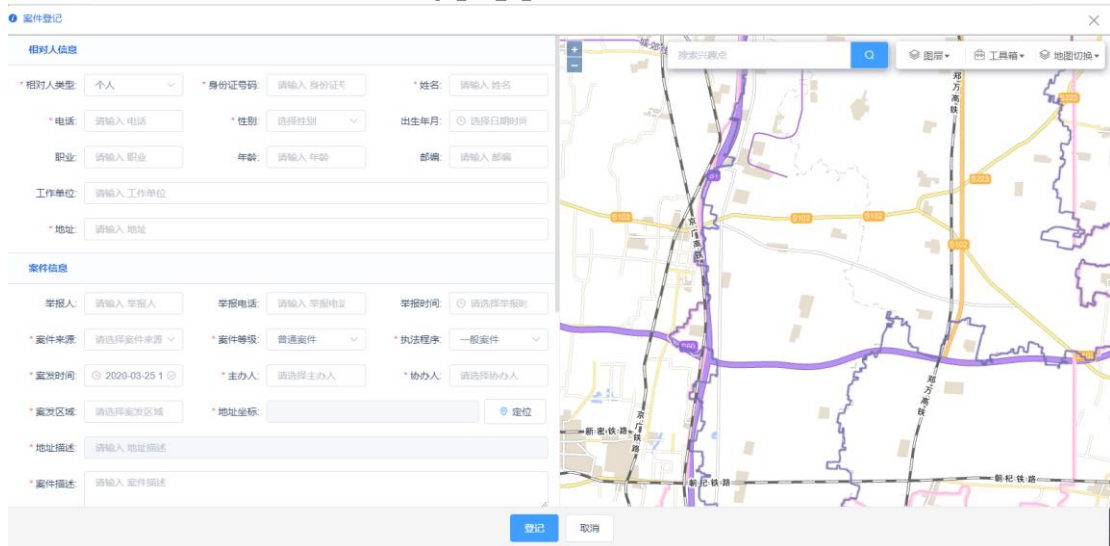 案件登记
相对人信息
* 相对人类型: 个人 * 身份证号码: 请输入 身份证号 * 姓名: 请输入 姓名
* 电话: 请输入 电话 * 性别: 选择性别 出生年月: 选择日期时间
职业: 请输入 职业 年龄: 请输入 年龄 邮编: 请输入 邮编
工作单位: 请输入 工作单位
* 地址: 请输入 地址
案件信息
举报人: 请输入 举报人 举报电话: 请输入 举报电话 举报时间: 请选择举报时
* 案件来源: 请选择案件来源 * 案件等级: 普通案件 * 执法程序: 一般案件
* 案发时间: 2020-03-25 1 * 主办人: 请选择主办人 * 协办人: 请选择协办人
* 案发区域: 请选择案发区域 * 地址坐标: 定位
* 地址描述: 请输入 地址描述
* 案件描述: 请输入 案件描述
登记 取消
+
−
搜索兴趣点
图层 工具箱 地图切换
郑万高铁
S223
S223
S102
S102
S102
S102
京广高铁
G4
S60
郑万高铁
京广铁路
新密铁路
新杞铁路
新杞铁路